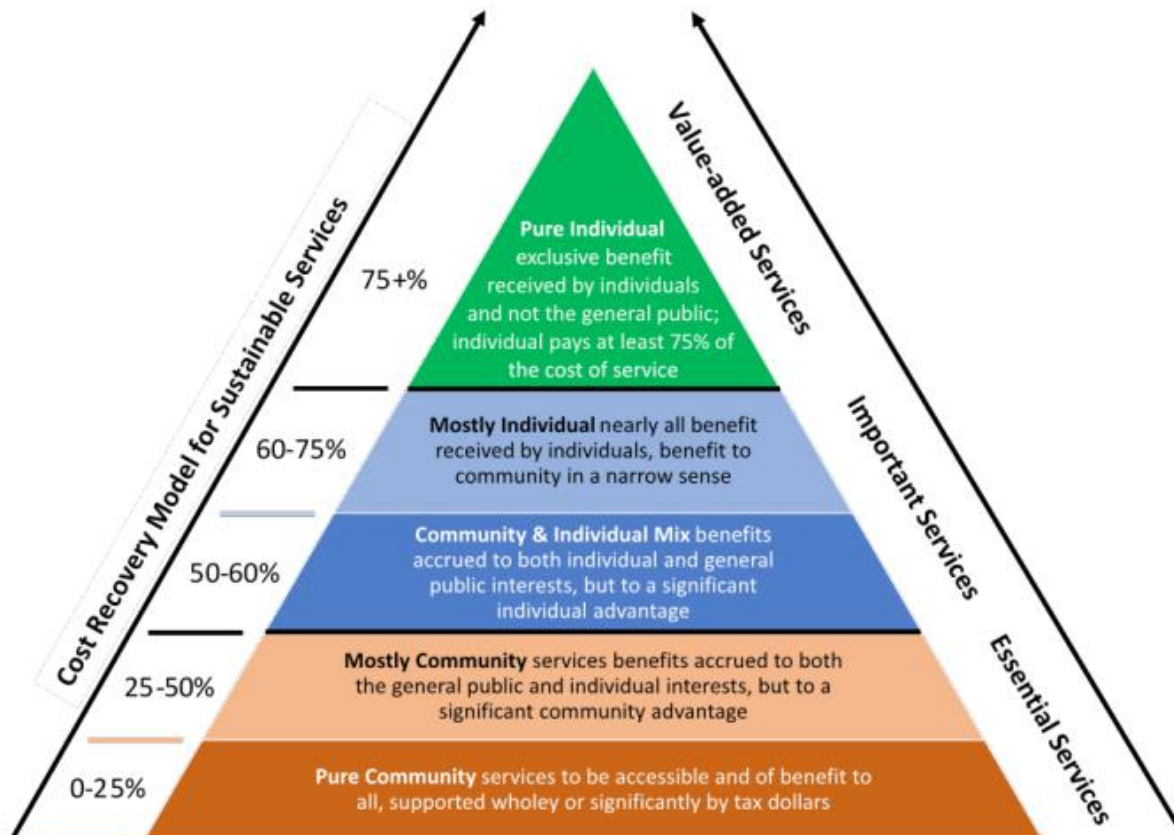 Cost Recovery Model for Sustainable Services
75+%
60-75%
50-60%
25-50%
0-25%
Pure Individual
exclusive benefit
received by individuals
and not the general public;
individual pays at least 75% of
the cost of service
Mostly Individual nearly all benefit
received by individuals, benefit to
community in a narrow sense
Community & Individual Mix benefits
accrued to both individual and general
public interests, but to a significant
individual advantage
Mostly Community services benefits accrued to both
the general public and individual interests, but to a
significant community advantage
Pure Community services to be accessible and of benefit to
all, supported wholey or significantly by tax dollars
Value-added Services
Important Services
Essential Services